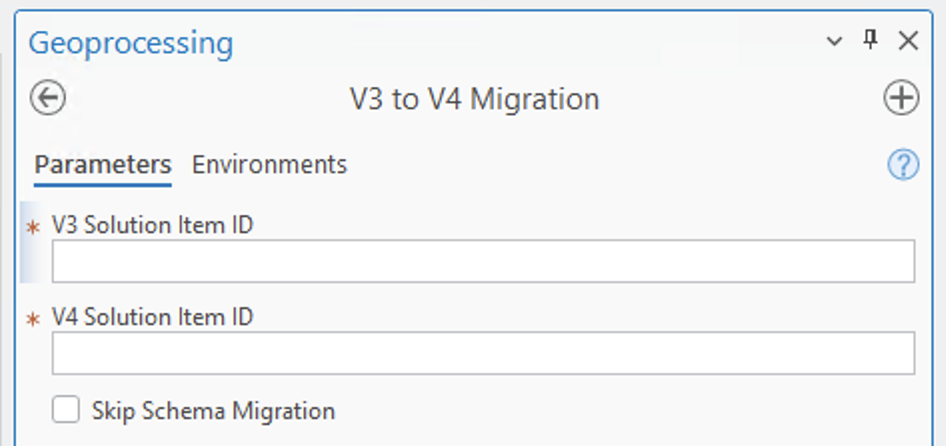 Geoprocessing
V3 to V4 Migration
Parameters Environments
* V3 Solution Item ID
* V4 Solution Item ID
Skip Schema Migration